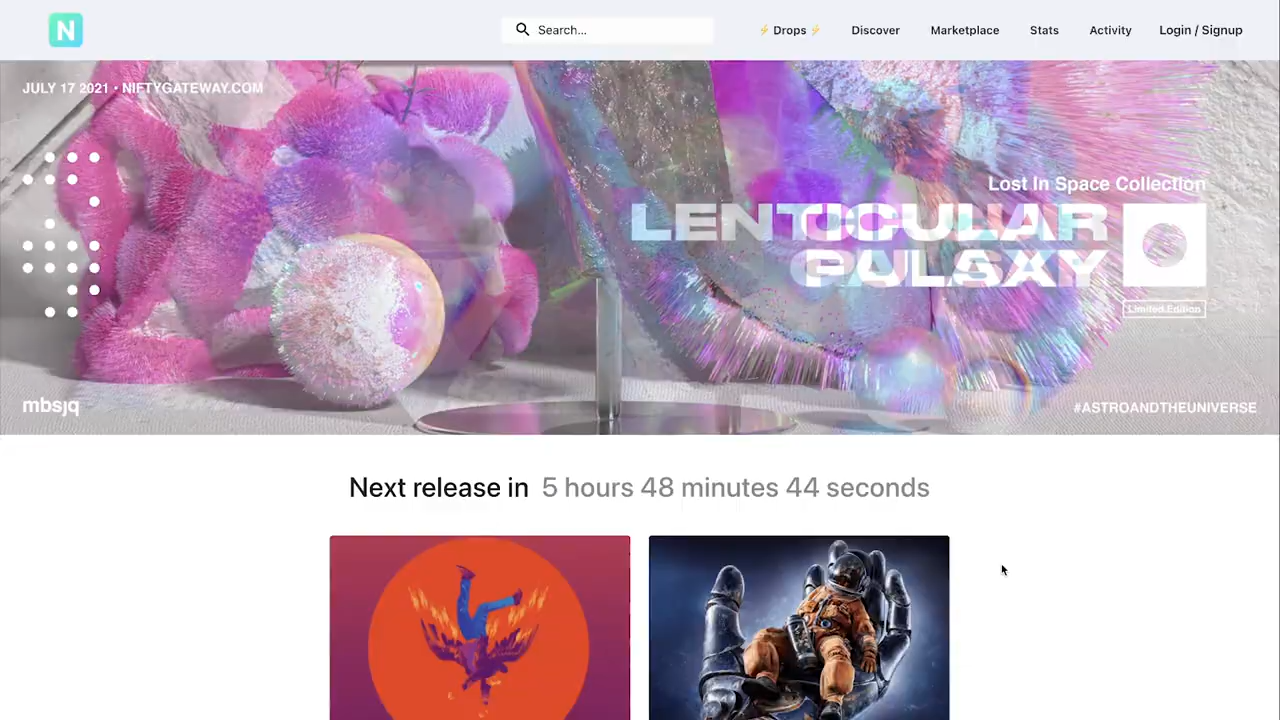 N
Search...
⚡ Drops ⚡
Discover
Marketplace
Stats
Activity
Login / Signup
JULY 17 2021 • NIFTYGATEWAY.COM
Lost In Space Collection
LENTICULAR
Limited Edition
mbsjq
#ASTROANDTHEUNIVERSE
Next release in 5 hours 48 minutes 44 seconds